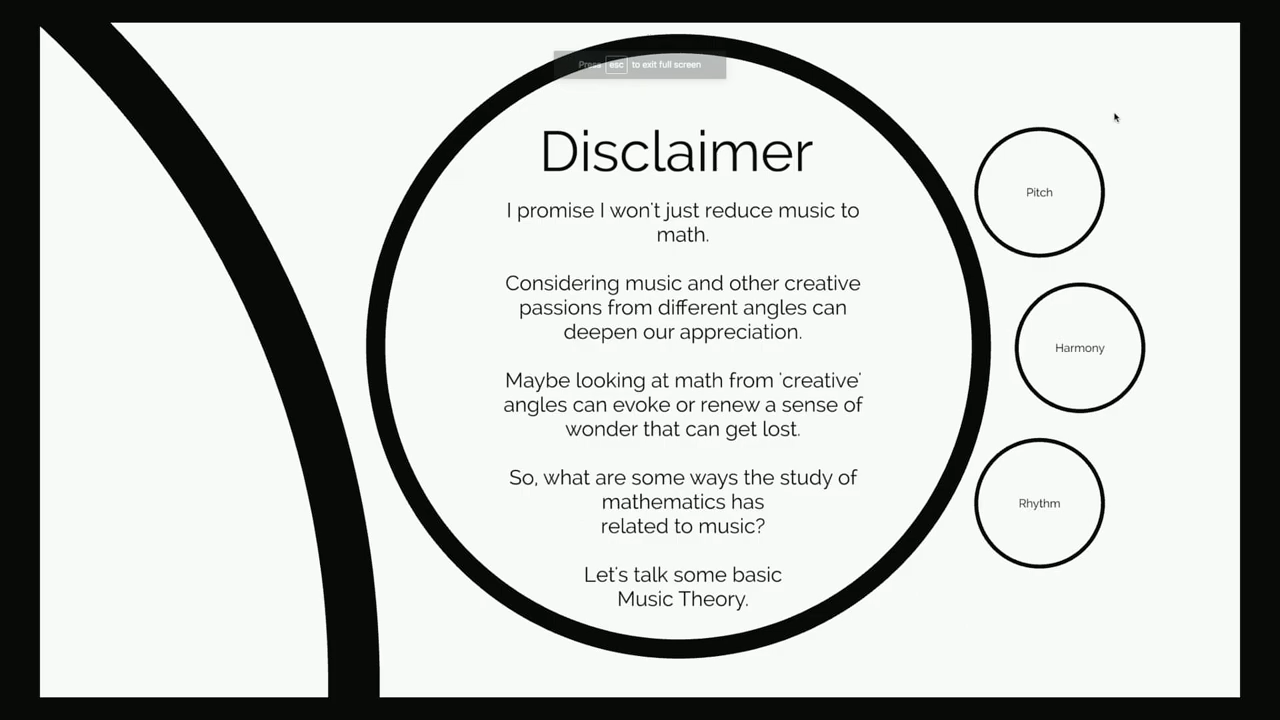 Press esc to exit full screen
Disclaimer
I promise I won't just reduce music to
math.
Considering music and other creative
passions from different angles can
deepen our appreciation.
Maybe looking at math from 'creative'
angles can evoke or renew a sense of
wonder that can get lost.
So, what are some ways the study of
mathematics has
related to music?
Let's talk some basic
Music Theory.
Pitch
Harmony
Rhythm